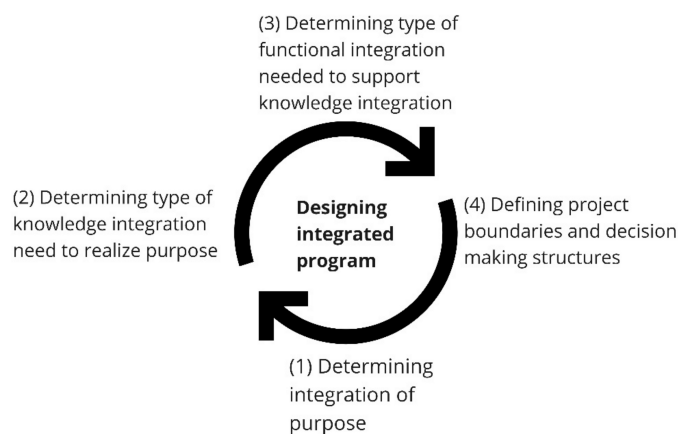 (3) Determining type of
functional integration
needed to support
knowledge integration
(2) Determining type of
knowledge integration
need to realize purpose
Designing
integrated
program
(4) Defining project
boundaries and decision
making structures
(1) Determining
integration of
purpose